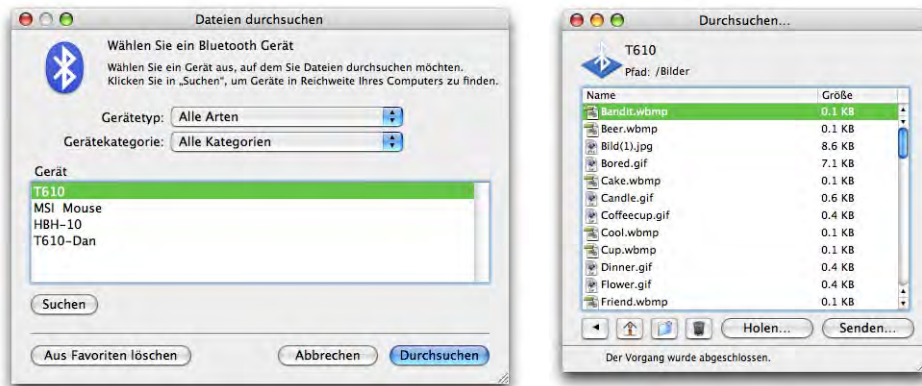 Dateien durchsuchen
Wählen Sie ein Bluetooth Gerät
Wählen Sie ein Gerät aus, auf dem Sie Dateien durchsuchen möchten.
Klicken Sie in „Suchen“, um Geräte in Reichweite Ihres Computers zu finden.
Gerätetyp: Alle Arten
Gerätekategorie: Alle Kategorien
Gerät
T610
MSI Mouse
HBH-10
T610-Dan
Suchen
Aus Favoriten löschen Abbrechen Durchsuchen
Durchsuchen...
T610
Pfad: /Bilder
Name Größe
Bandit.wbmp 0.1 KB
Beer.wbmp 0.1 KB
Bild(1).jpg 8.6 KB
Bored.gif 7.1 KB
Cake.wbmp 0.1 KB
Candle.gif 0.6 KB
Coffeecup.gif 0.4 KB
Cool.wbmp 0.1 KB
Cup.wbmp 0.1 KB
Dinner.gif 0.4 KB
Flower.gif 0.4 KB
Friend.wbmp 0.1 KB
Holen... Senden...
Der Vorgang wurde abgeschlossen.